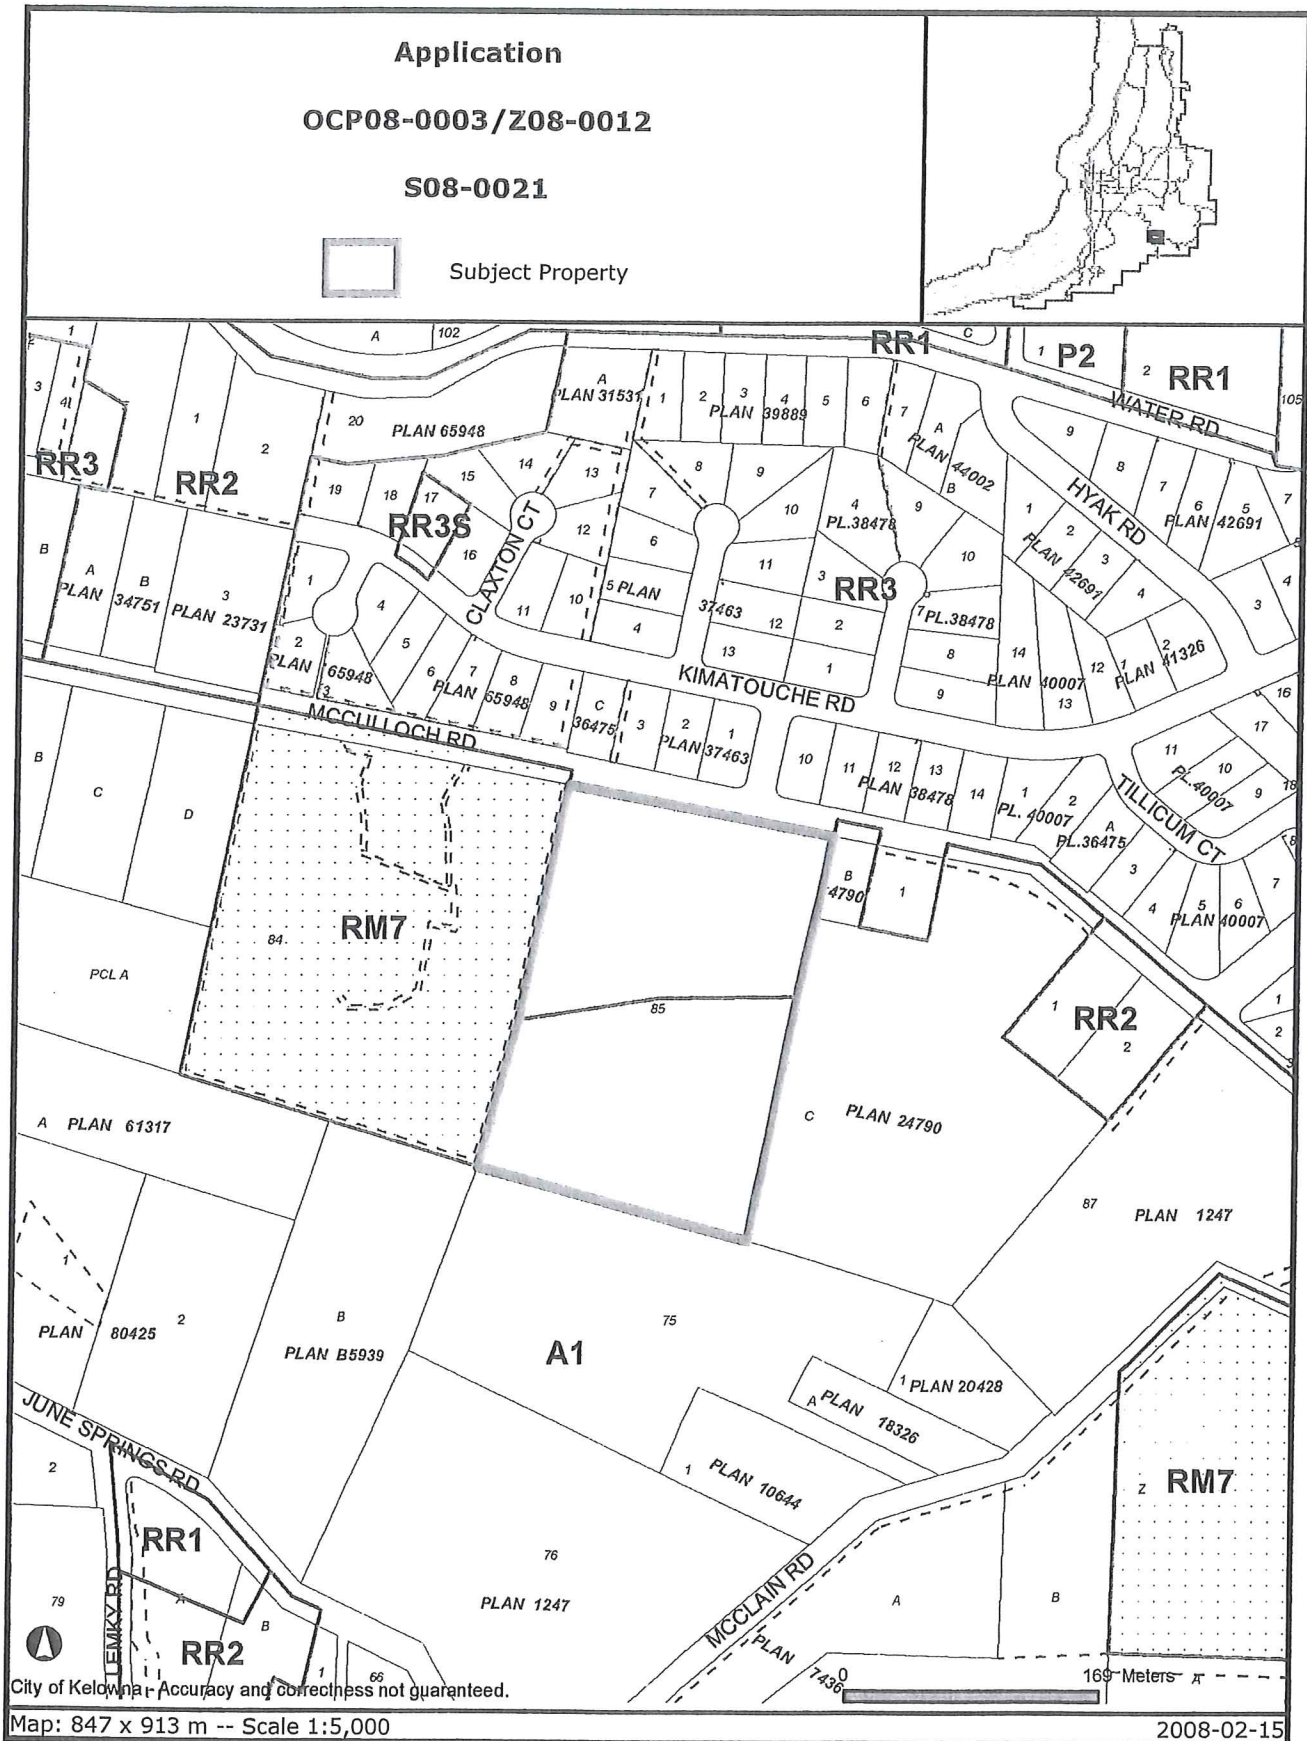 Application
OCP08-0003/Z08-0012
S08-0021
Subject Property
1
A
102
RR1
C
1
P2
2
RR1
105
3
4
1
2
20
PLAN 65948
A
PLAN 31531
1
2
3
4
5
6
PLAN 39889
7
A
PLAN 44002
B
WATER RD
9
8
7
6
5
7
PLAN 42691
HYAK RD
RR3
RR2
19
18
17
15
14
13
RR3S
16
12
CLAXTON CT
11
10
8
9
7
10
6
11
5 PLAN
4
37463
12
13
4
PL.38478
3
RR3
2
1
9
10
7
PL.38478
8
9
1
2
3
4
PLAN 42691
14
PLAN 40007
13
12
1
2
PLAN 41326
4
3
16
17
18
B
A
PLAN
B
34751
3
PLAN 23731
1
2
PLAN
3
65948
4
5
6
7
8
9
PLAN 65948
C
36475
3
2
1
PLAN 37463
KIMATOUCHE RD
MCCULLOCH RD
10
11
12
13
14
PLAN 38478
1
2
PL. 40007
A
PL.36475
TILLICUM CT
11
10
9
PL.40007
3
4
5
6
7
PLAN 40007
1
2
3
B
C
D
PCL A
84
RM7
85
B
4790
1
1
RR2
2
C
PLAN 24790
87
PLAN 1247
A PLAN 61317
1
PLAN 80425
2
B
PLAN B5939
A1
75
1 PLAN 20428
A PLAN 18326
1 PLAN 10644
Z
RM7
JUNE SPRINGS RD
2
RR1
79
LEMKY RD
A
B
RR2
1
66
76
PLAN 1247
MCCLAIN RD
PLAN 7436
A
B
A
0
169 Meters
City of Kelowna - Accuracy and correctness not guaranteed.
Map: 847 x 913 m -- Scale 1:5,000
2008-02-15